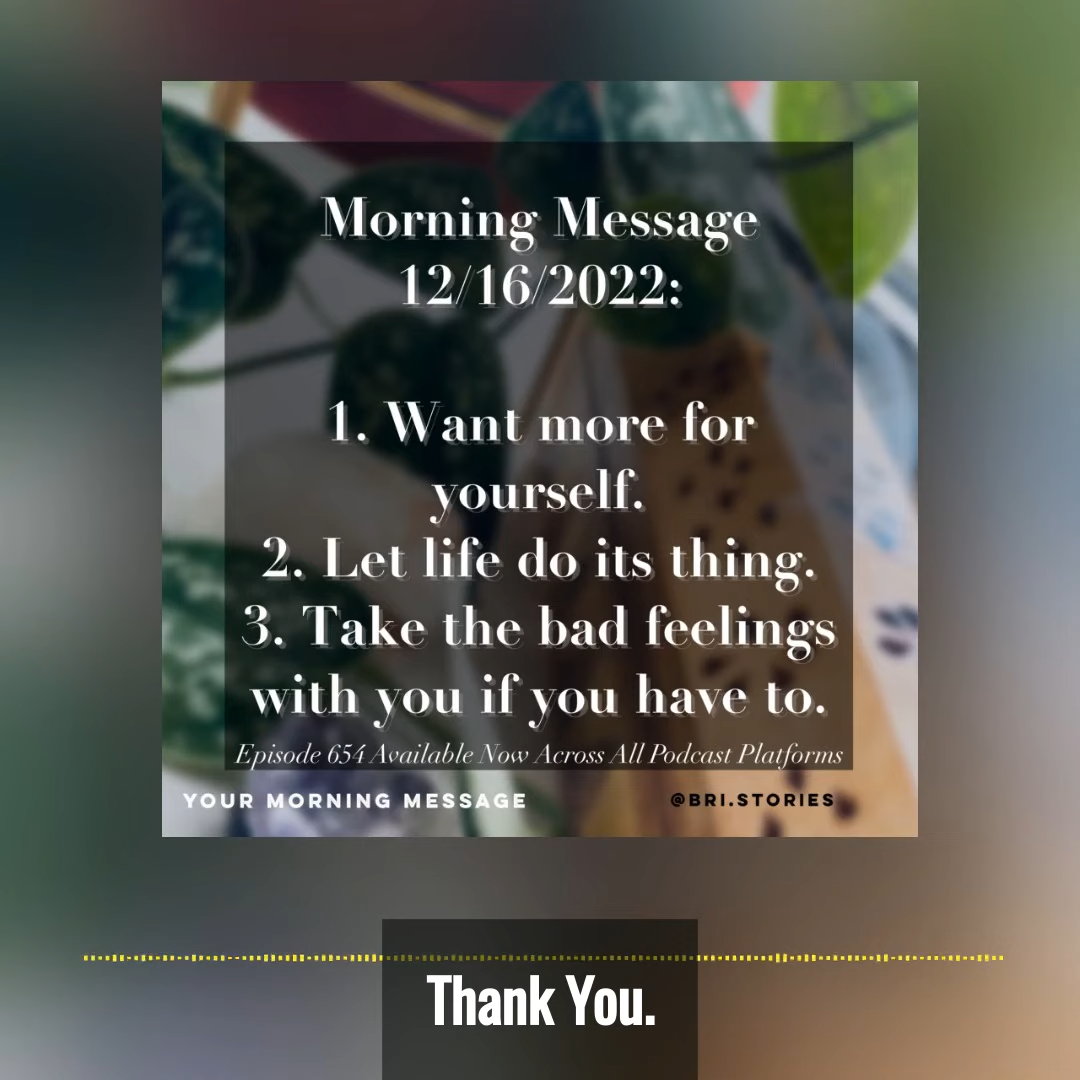 Morning Message
12/16/2022:
1. Want more for
yourself.
2. Let life do its thing.
3. Take the bad feelings
with you if you have to.
Episode 654 Available Now Across All Podcast Platforms
YOUR MORNING MESSAGE
@BRI.STORIES
Thank You.